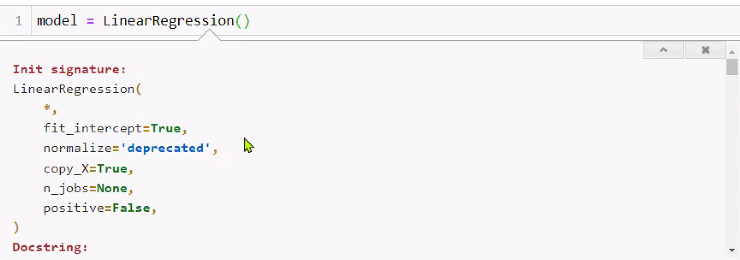 1 model = LinearRegression()
Init signature:
LinearRegression(
*,
fit_intercept=True,
normalize='deprecated',
copy_X=True,
n_jobs=None,
positive=False,
)
Docstring: